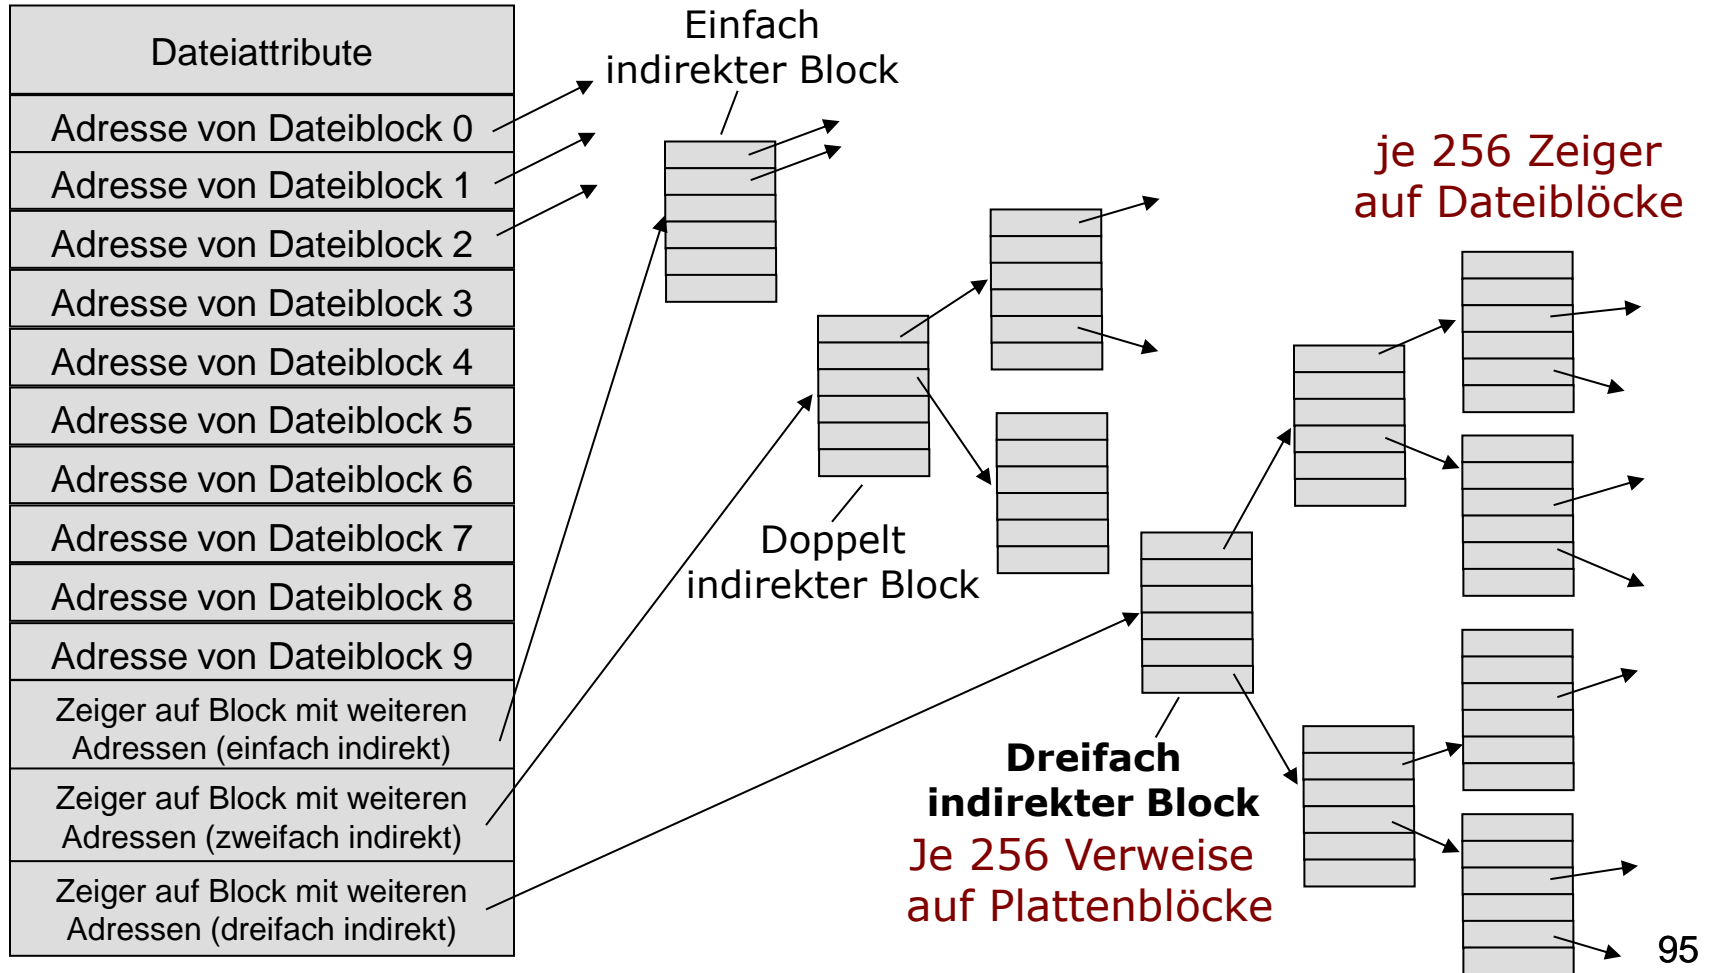 Dateiattribute
Adresse von Dateiblock 0
Adresse von Dateiblock 1
Adresse von Dateiblock 2
Adresse von Dateiblock 3
Adresse von Dateiblock 4
Adresse von Dateiblock 5
Adresse von Dateiblock 6
Adresse von Dateiblock 7
Adresse von Dateiblock 8
Adresse von Dateiblock 9
Zeiger auf Block mit weiteren
Adressen (einfach indirekt)
Zeiger auf Block mit weiteren
Adressen (zweifach indirekt)
Zeiger auf Block mit weiteren
Adressen (dreifach indirekt)
Einfach
indirekter Block
Doppelt
indirekter Block
Dreifach
indirekter Block
Je 256 Verweise
auf Plattenblöcke
je 256 Zeiger
auf Dateiblöcke
95